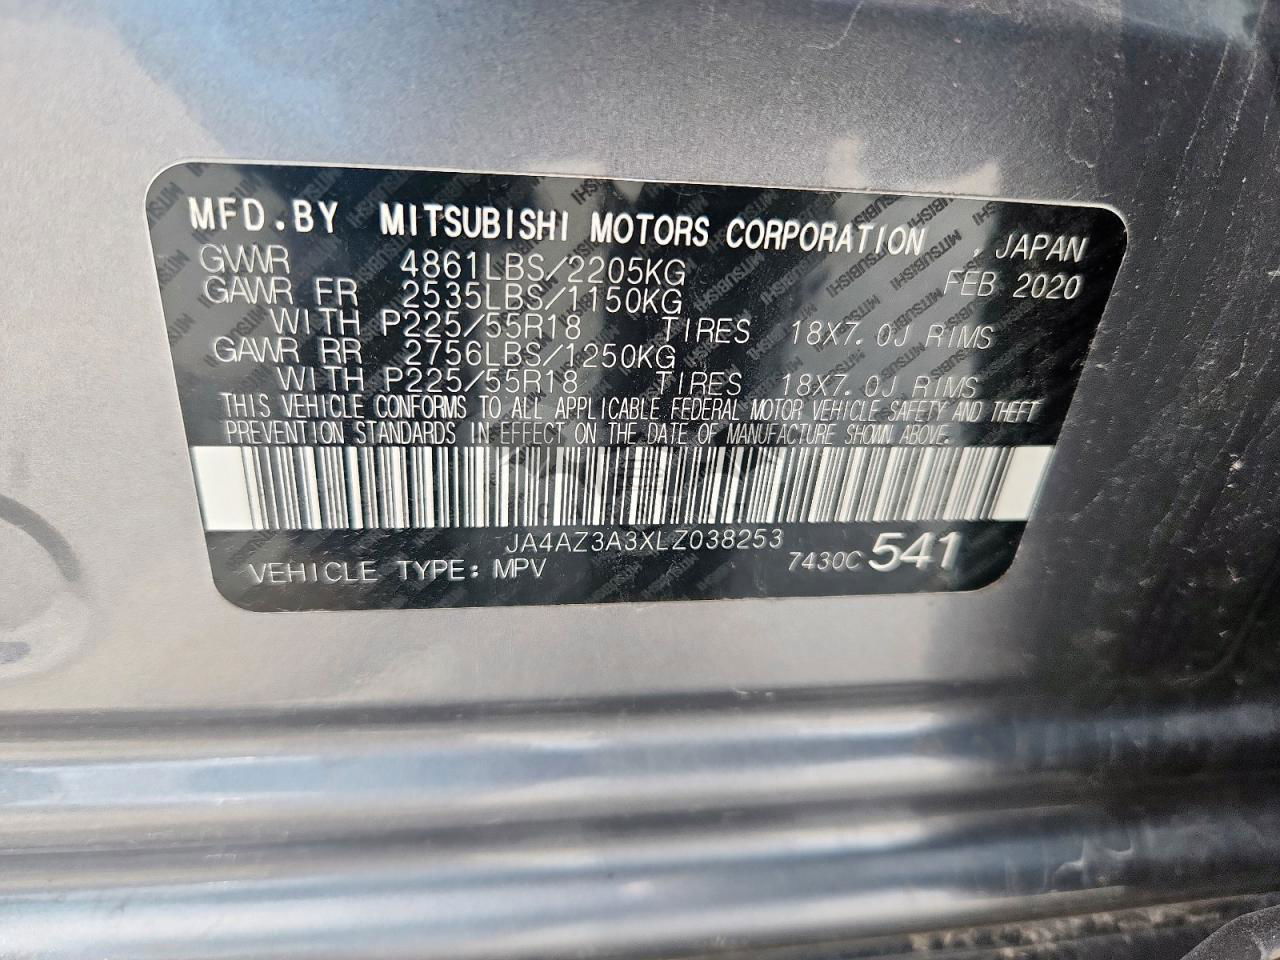 MFD.BY MITSUBISHI MOTORS CORPORATION , JAPAN
GVWR 4861LBS/2205KG FEB 2020
GAWR FR 2535LBS/1150KG
WITH P225/55R18 TIRES 18X7.0J RIMS
GAWR RR 2756LBS/1250KG
WITH P225/55R18 TIRES 18X7.0J RIMS
THIS VEHICLE CONFORMS TO ALL APPLICABLE FEDERAL MOTOR VEHICLE SAFETY AND THEFT
PREVENTION STANDARDS IN EFFECT ON THE DATE OF MANUFACTURE SHOWN ABOVE.
JA4AZ3A3XLZ038253
VEHICLE TYPE: MPV 7430C 541